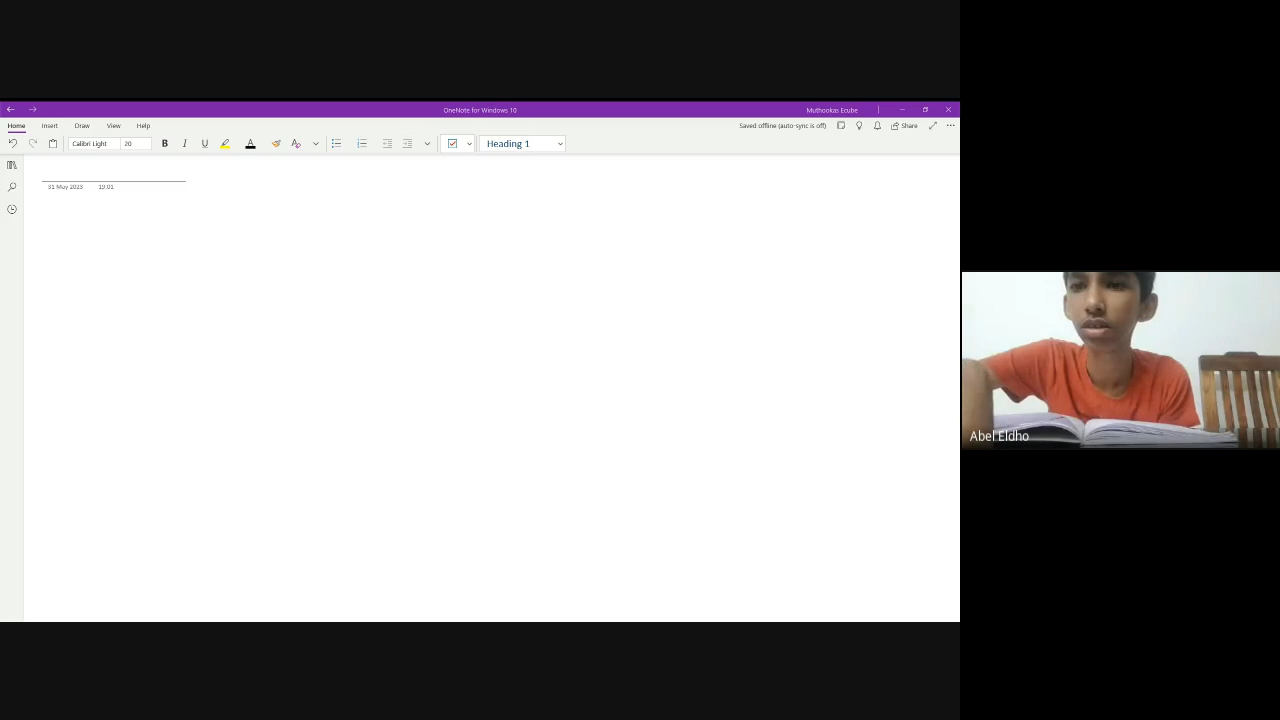 OneNote for Windows 10
Muthookas Ecube
Home Insert Draw View Help
Saved offline (auto-sync is off)
Share
Calibri Light 20 B I U A A Heading 1
31 May 2023 19:01
Abel Eldho